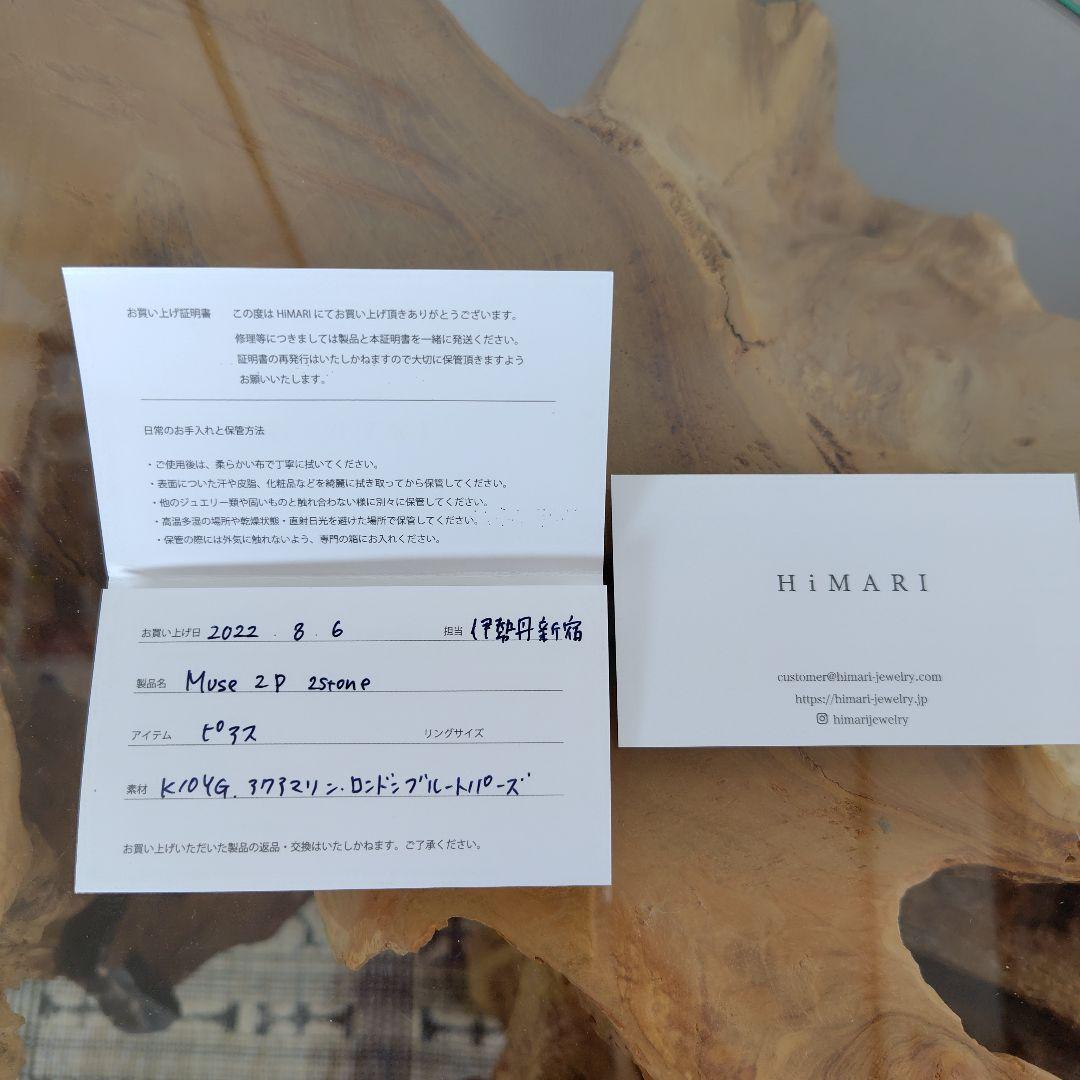 お買い上げ証明書 この度は HiMARI にてお買い上げ頂きありがとうございます。
修理等につきましては製品と本証明書を一緒に発送ください。
証明書の再発行はいたしかねますので大切に保管頂きますよう
お願いいたします。
日常のお手入れと保管方法
・ご使用後は、柔らかい布で丁寧に拭いてください。
・表面についた汗や皮脂、化粧品などを綺麗に拭き取ってから保管してください。
・他のジュエリー類や固いものと触れ合わない様に別々に保管してください。
・高温多湿の場所や乾燥状態・直射日光を避けた場所で保管してください。
・保管の際には外気に触れないよう、専門の箱にお入れください。
お買い上げ日 2022 . 8 . 6 担当 伊勢丹新宿
製品名 Muse 2P 2stone
アイテム ピアス リングサイズ
素材 K10YG. アクアマリン. ロンドンブルートパーズ
お買い上げいただいた製品の返品・交換はいたしかねます。ご了承ください。
HiMARI
customer@himari-jewelry.com
https://himari-jewelry.jp
himarijewelry